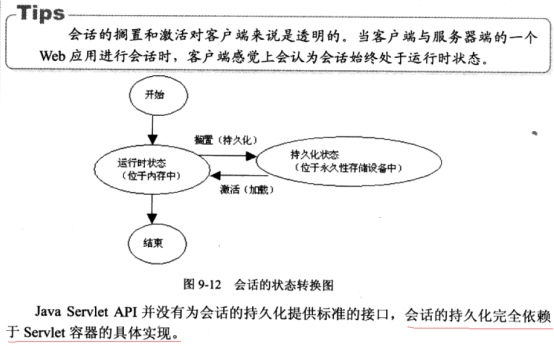 Tips
会话的搁置和激活对客户端来说是透明的。当客户端与服务器端的一个
Web 应用进行会话时，客户端感觉上会认为会话始终处于运行时状态。
开始
搁置（持久化）
运行时状态
（位于内存中）
持久化状态
（位于永久性存储设备中）
激活（加载）
结束
图 9-12 会话的状态转换图
Java Servlet API 并没有为会话的持久化提供标准的接口，会话的持久化完全依赖
于 Servlet 容器的具体实现。